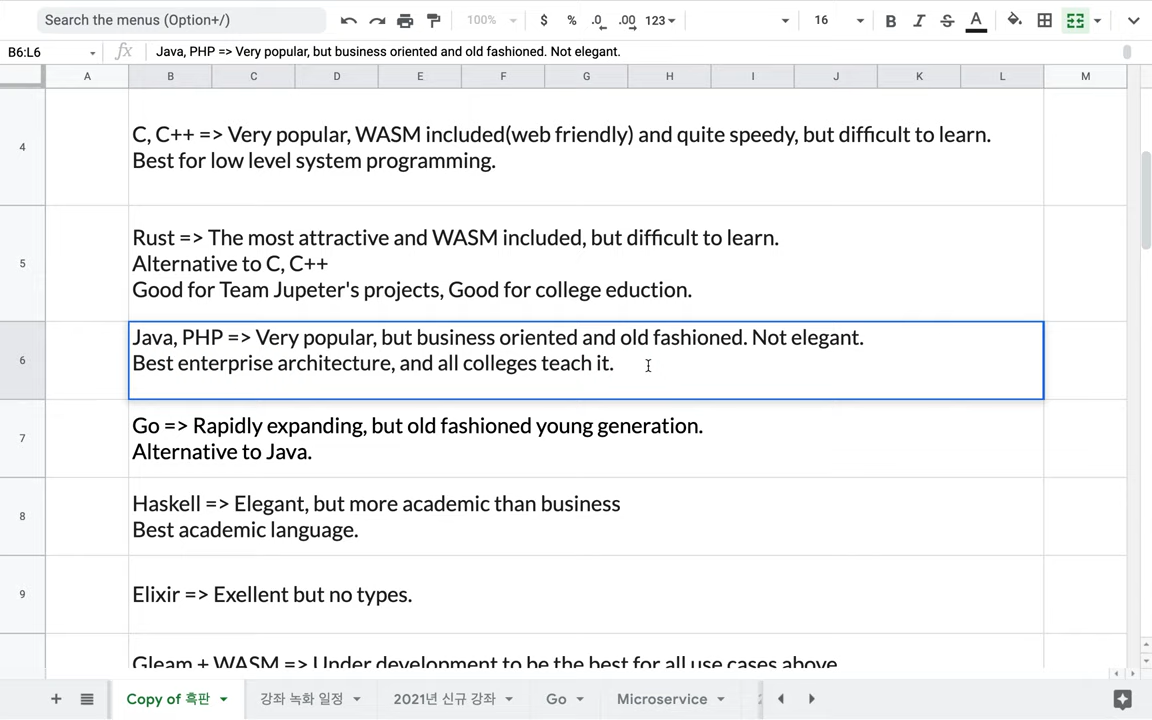 Search the menus (Option+/)
100%
$ % .0 .00 123
16
B I S A
B6:L6
fx
Java, PHP => Very popular, but business oriented and old fashioned. Not elegant.
A B C D E F G H I J K L M
4
C, C++ => Very popular, WASM included(web friendly) and quite speedy, but difficult to learn.
Best for low level system programming.
5
Rust => The most attractive and WASM included, but difficult to learn.
Alternative to C, C++
Good for Team Jupeter's projects, Good for college eduction.
6
Java, PHP => Very popular, but business oriented and old fashioned. Not elegant.
Best enterprise architecture, and all colleges teach it.
7
Go => Rapidly expanding, but old fashioned young generation.
Alternative to Java.
8
Haskell => Elegant, but more academic than business
Best academic language.
9
Elixir => Exellent but no types.
Gleam + WASM => Under development to be the best for all use cases above
Copy of 흑판
강좌 녹화 일정
2021년 신규 강좌
Go
Microservice